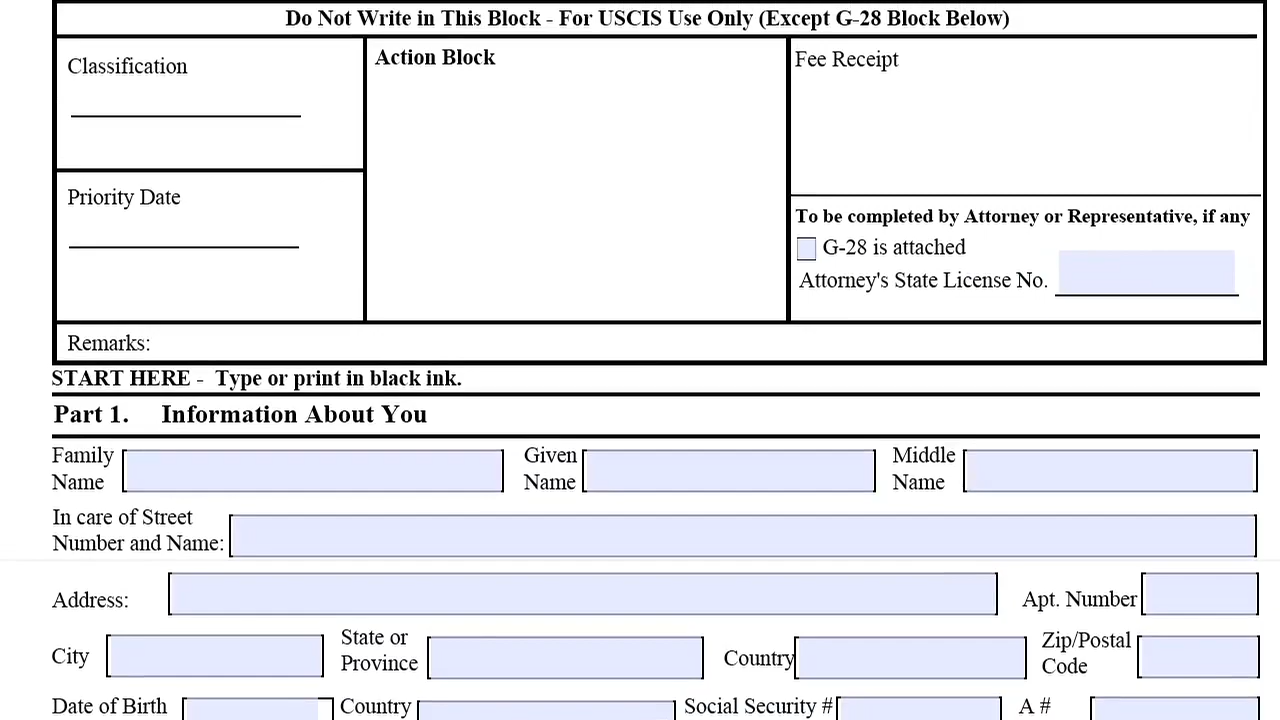 Do Not Write in This Block - For USCIS Use Only (Except G-28 Block Below)
Classification
Action Block
Fee Receipt
Priority Date
To be completed by Attorney or Representative, if any
G-28 is attached
Attorney's State License No.
Remarks:
START HERE - Type or print in black ink.
Part 1. Information About You
Family Name
Given Name
Middle Name
In care of Street Number and Name:
Address:
Apt. Number
City
State or Province
Country
Zip/Postal Code
Date of Birth
Country
Social Security #
A #